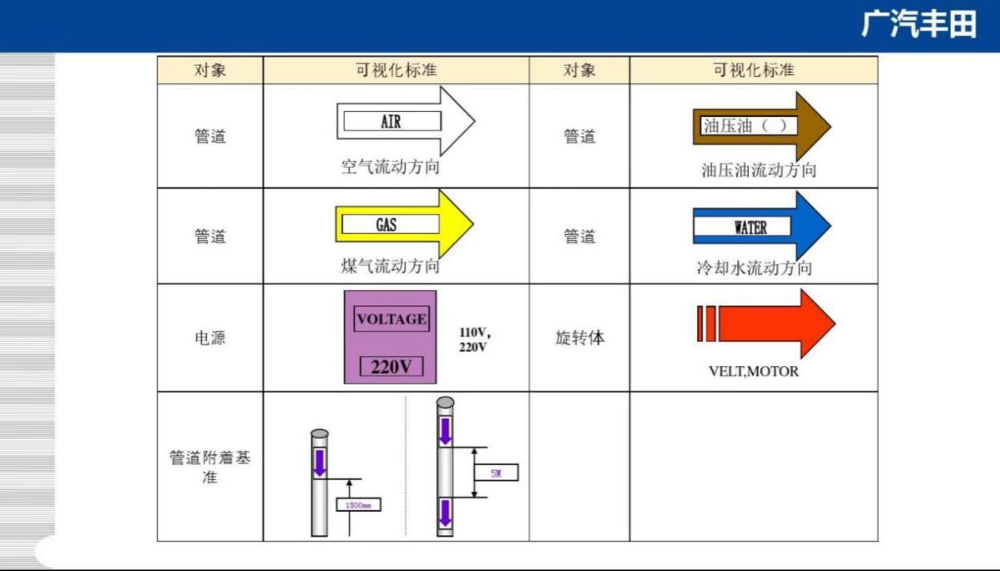 广汽丰田
对象
可视化标准
对象
可视化标准
管道
AIR
空气流动方向
管道
油压油（ ）
油压油流动方向
管道
GAS
煤气流动方向
管道
WATER
冷却水流动方向
电源
VOLTAGE
220V
110V，
220V
旋转体
VELT,MOTOR
管道附着基
准
1800mm
5M